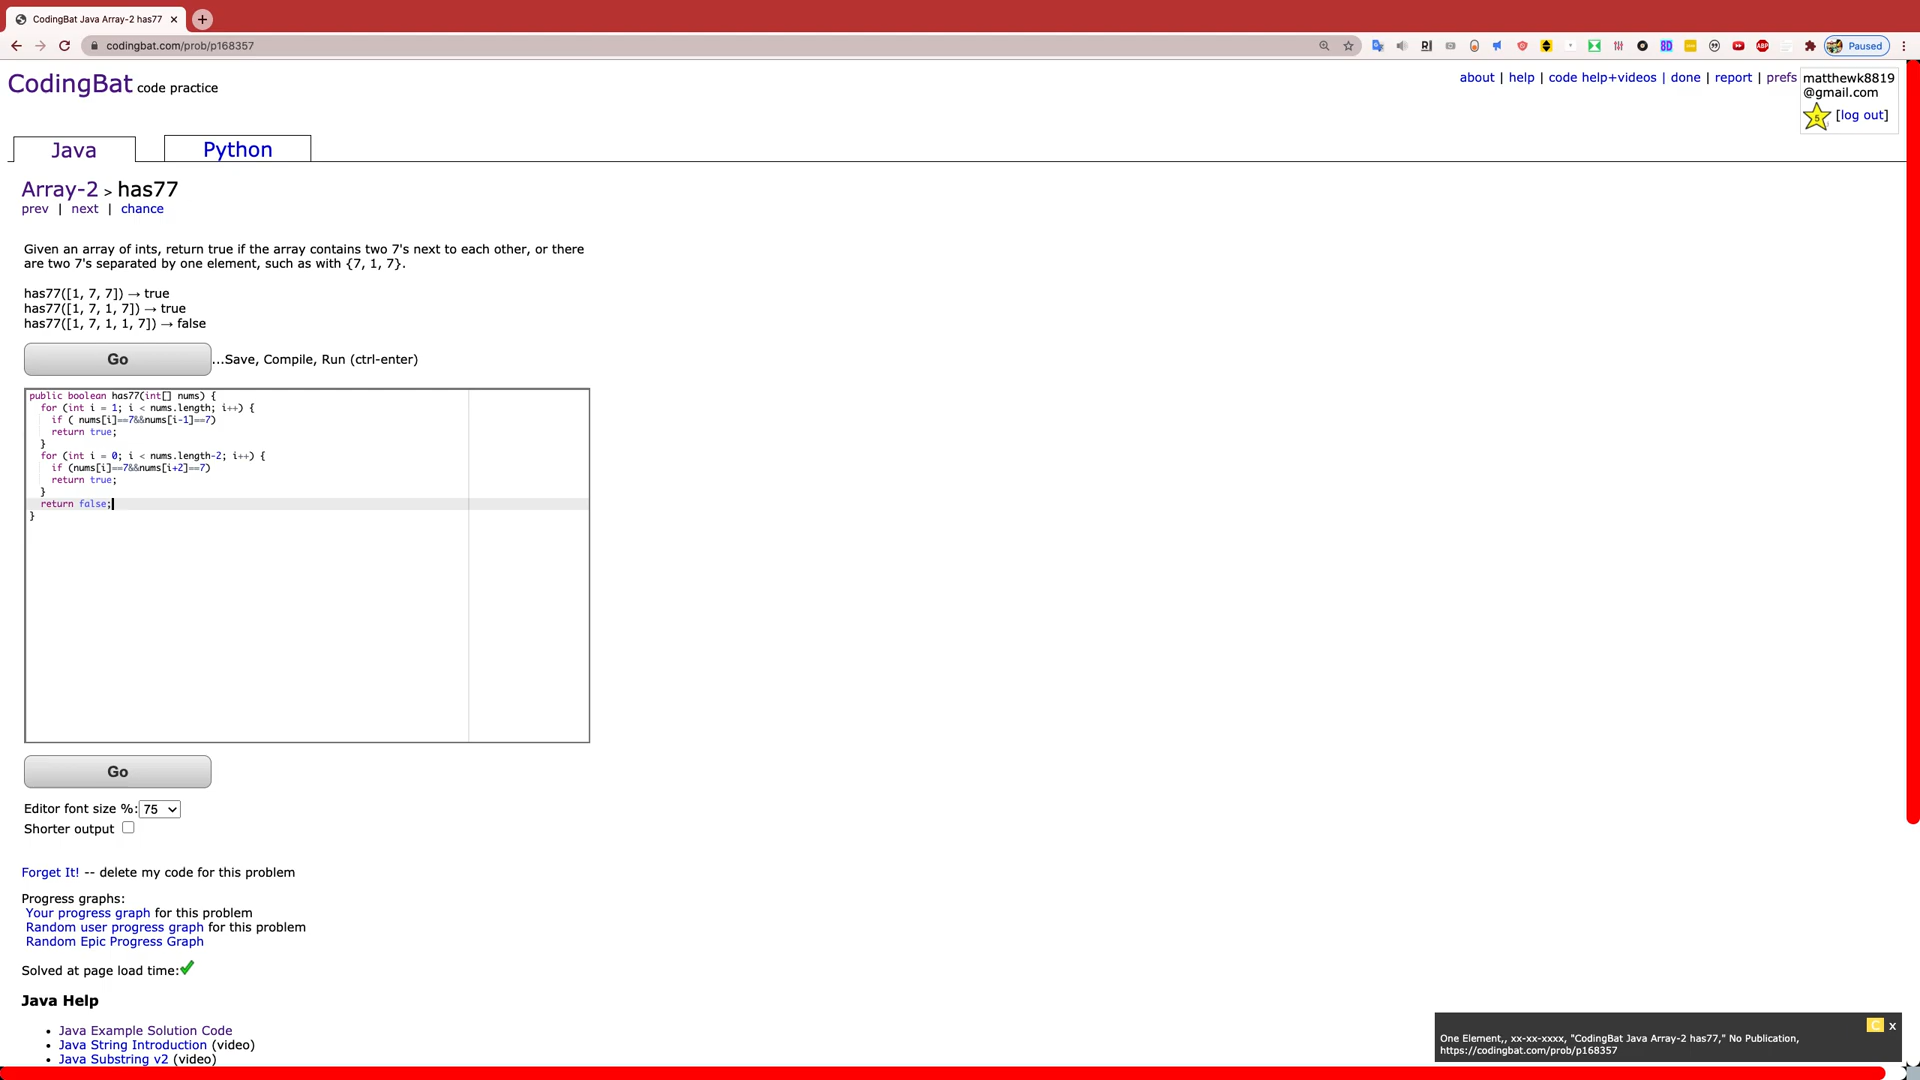 CodingBat Java Array-2 has77
codingbat.com/prob/p168357
Paused
CodingBat code practice
about | help | code help+videos | done | report | prefs
matthewk8819
@gmail.com
5
[log out]
Java
Python
Array-2 > has77
prev | next | chance
Given an array of ints, return true if the array contains two 7's next to each other, or there
are two 7's separated by one element, such as with {7, 1, 7}.
has77([1, 7, 7]) → true
has77([1, 7, 1, 7]) → true
has77([1, 7, 1, 1, 7]) → false
Go
...Save, Compile, Run (ctrl-enter)
public boolean has77(int[] nums) {
for (int i = 1; i < nums.length; i++) {
if ( nums[i]==7&&nums[i-1]==7)
return true;
}
for (int i = 0; i < nums.length-2; i++) {
if (nums[i]==7&&nums[i+2]==7)
return true;
}
return false;
}
Go
Editor font size %: 75
Shorter output
Forget It! -- delete my code for this problem
Progress graphs:
Your progress graph for this problem
Random user progress graph for this problem
Random Epic Progress Graph
Solved at page load time:
Java Help
• Java Example Solution Code
• Java String Introduction (video)
• Java Substring v2 (video)
C x
One Element,, xx-xx-xxxx, "CodingBat Java Array-2 has77," No Publication,
https://codingbat.com/prob/p168357